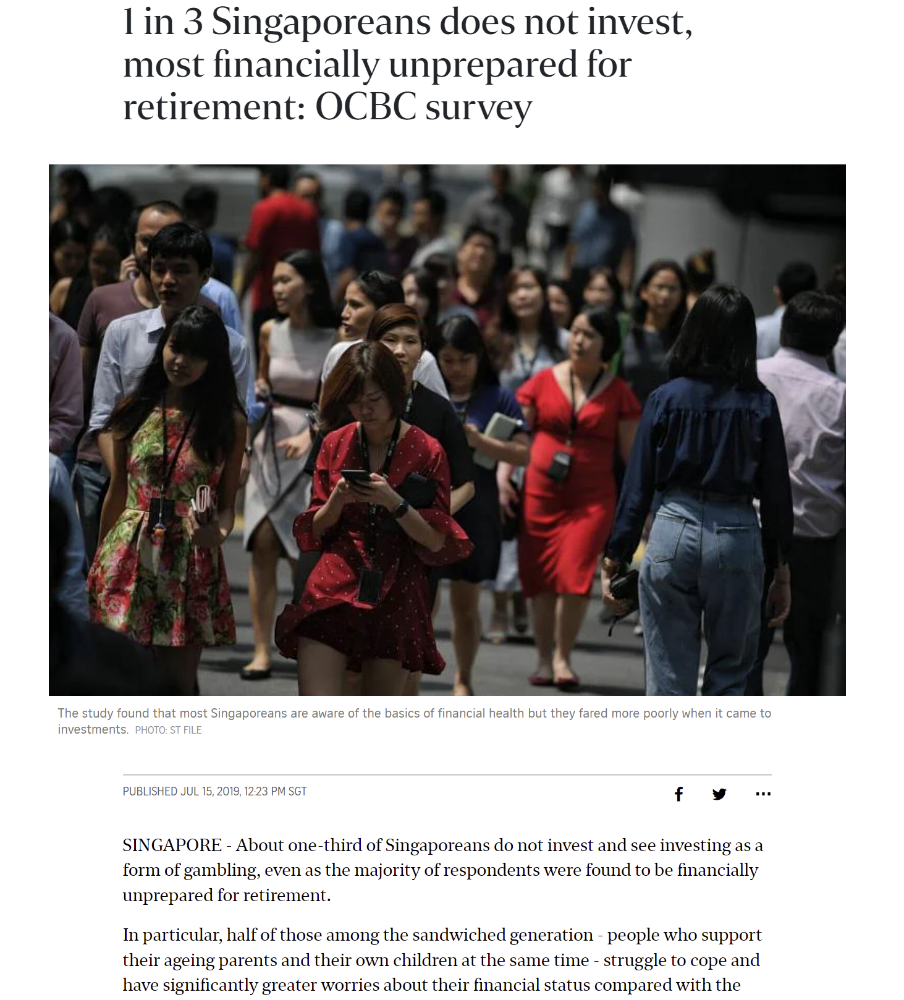 1 in 3 Singaporeans does not invest,
most financially unprepared for
retirement: OCBC survey
The study found that most Singaporeans are aware of the basics of financial health but they fared more poorly when it came to
investments. PHOTO: ST FILE
PUBLISHED JUL 15, 2019, 12:23 PM SGT
SINGAPORE - About one-third of Singaporeans do not invest and see investing as a
form of gambling, even as the majority of respondents were found to be financially
unprepared for retirement.
In particular, half of those among the sandwiched generation - people who support
their ageing parents and their own children at the same time - struggle to cope and
have significantly greater worries about their financial status compared with the